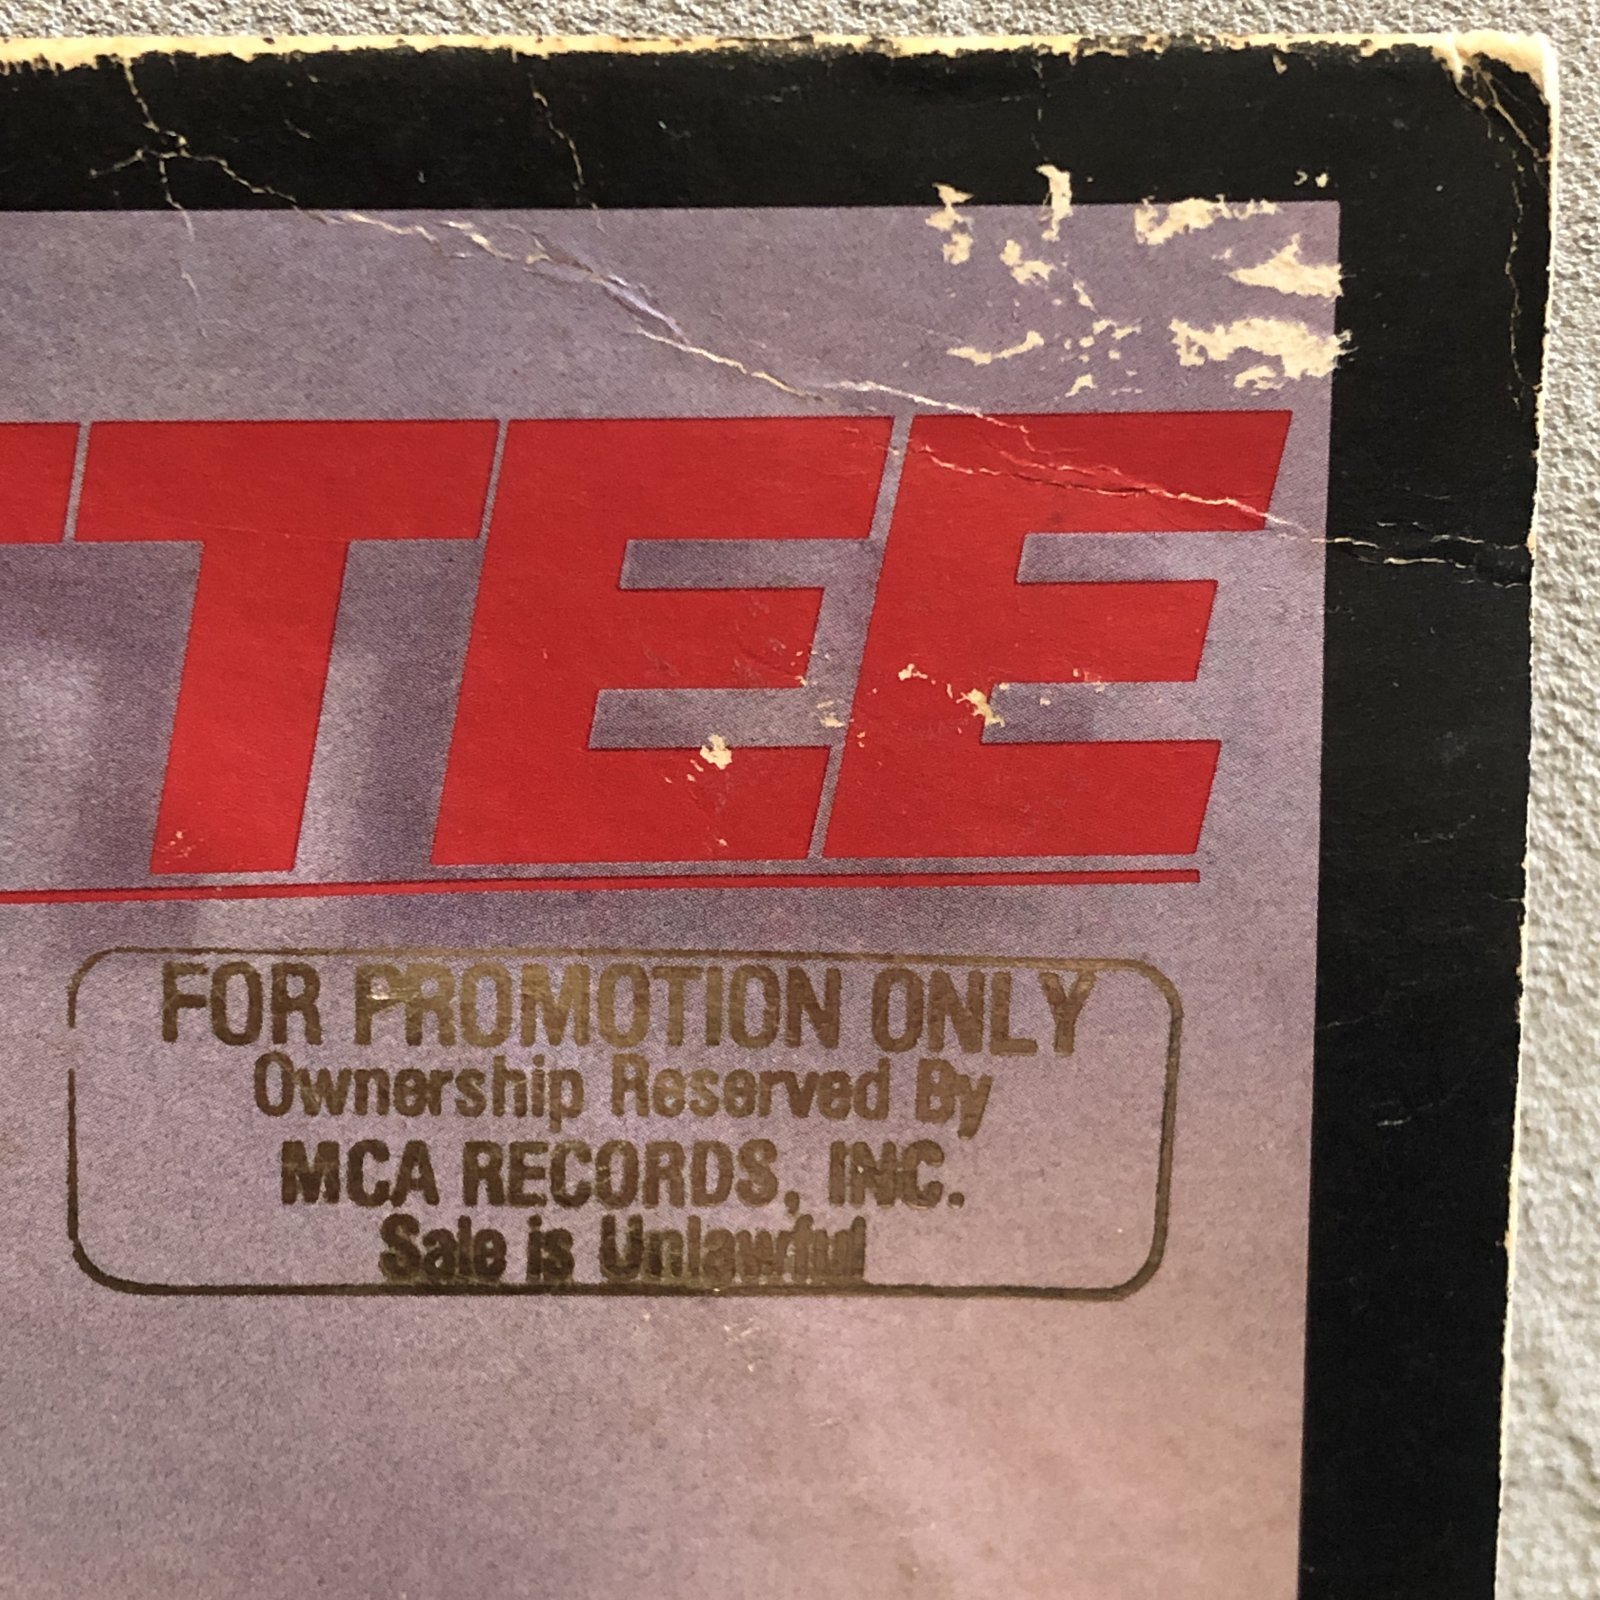 TEE
FOR PROMOTION ONLY
Ownership Reserved By
MCA RECORDS, INC.
Sale is Unlawful